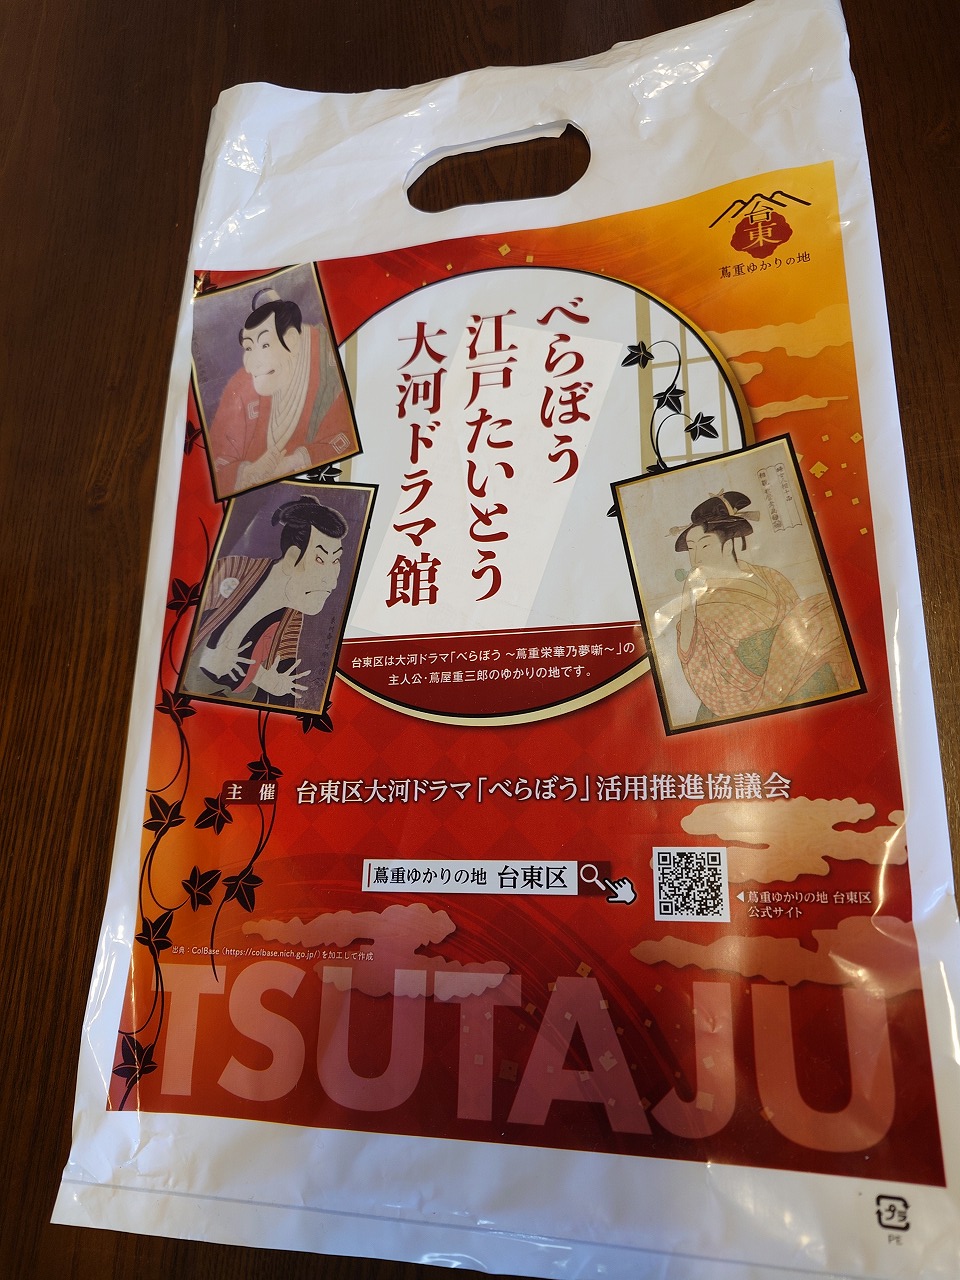 台東
蔦重ゆかりの地
べらぼう
江戸たいとう
大河ドラマ館
台東区は大河ドラマ「べらぼう ～蔦重栄華乃夢噺～」の
主人公・蔦屋重三郎のゆかりの地です。
主 催 台東区大河ドラマ「べらぼう」活用推進協議会
蔦重ゆかりの地 台東区
◀蔦重ゆかりの地 台東区
公式サイト
出典：ColBase（https://colbase.nich.go.jp/）を加工して作成
TSUTAJU
プラ
PE